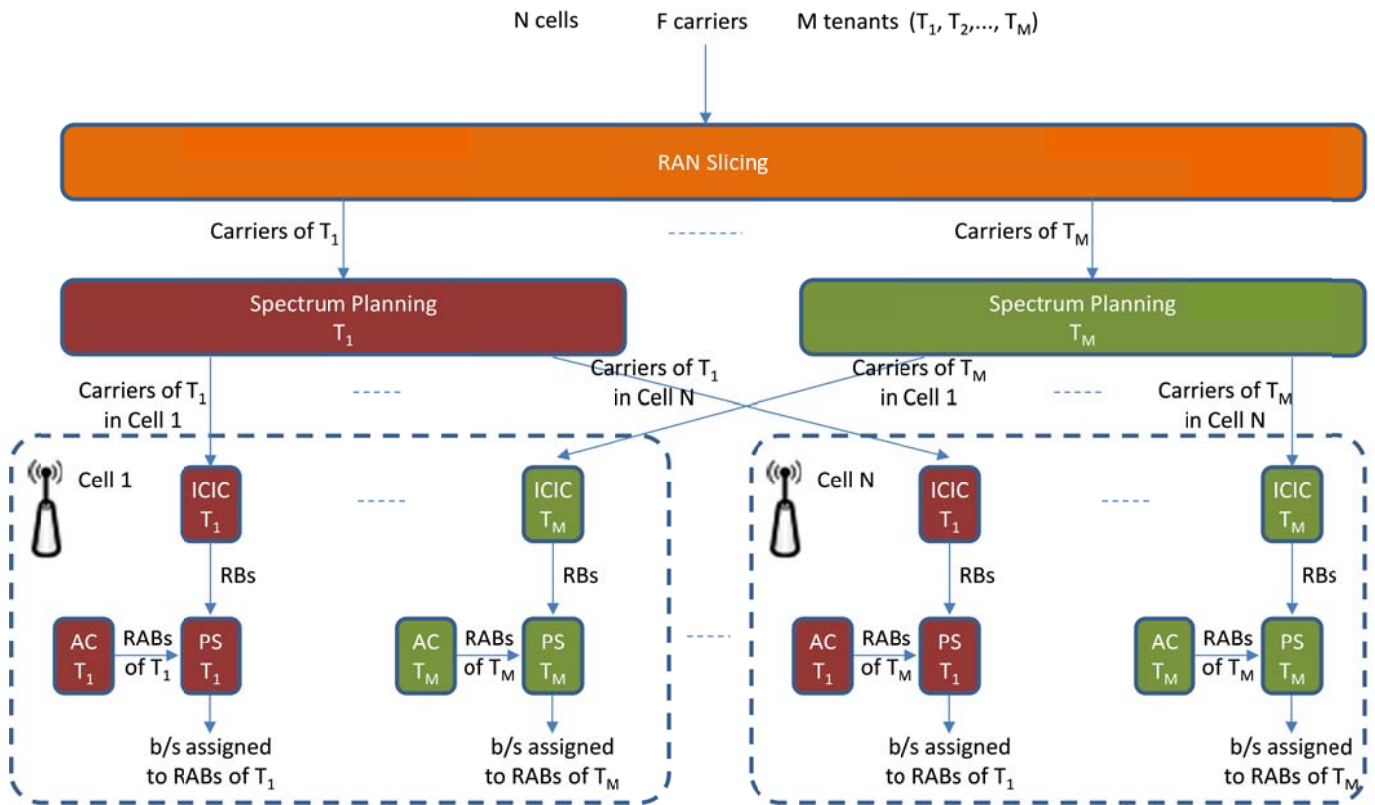 N cells F carriers M tenants (T1, T2,..., TM)
RAN Slicing
Carriers of T1
Carriers of TM
Spectrum Planning
T1
Spectrum Planning
TM
Carriers of T1
in Cell 1
Carriers of T1
in Cell N
Carriers of TM
in Cell 1
Carriers of TM
in Cell N
Cell 1
ICIC
T1
ICIC
TM
RBs
RBs
AC
T1
RABs
of T1
PS
T1
AC
TM
RABs
of TM
PS
TM
b/s assigned
to RABs of T1
b/s assigned
to RABs of TM
Cell N
ICIC
T1
ICIC
TM
RBs
RBs
AC
T1
RABs
of TM
PS
T1
AC
TM
RABs
of TM
PS
TM
b/s assigned
to RABs of T1
b/s assigned
to RABs of TM